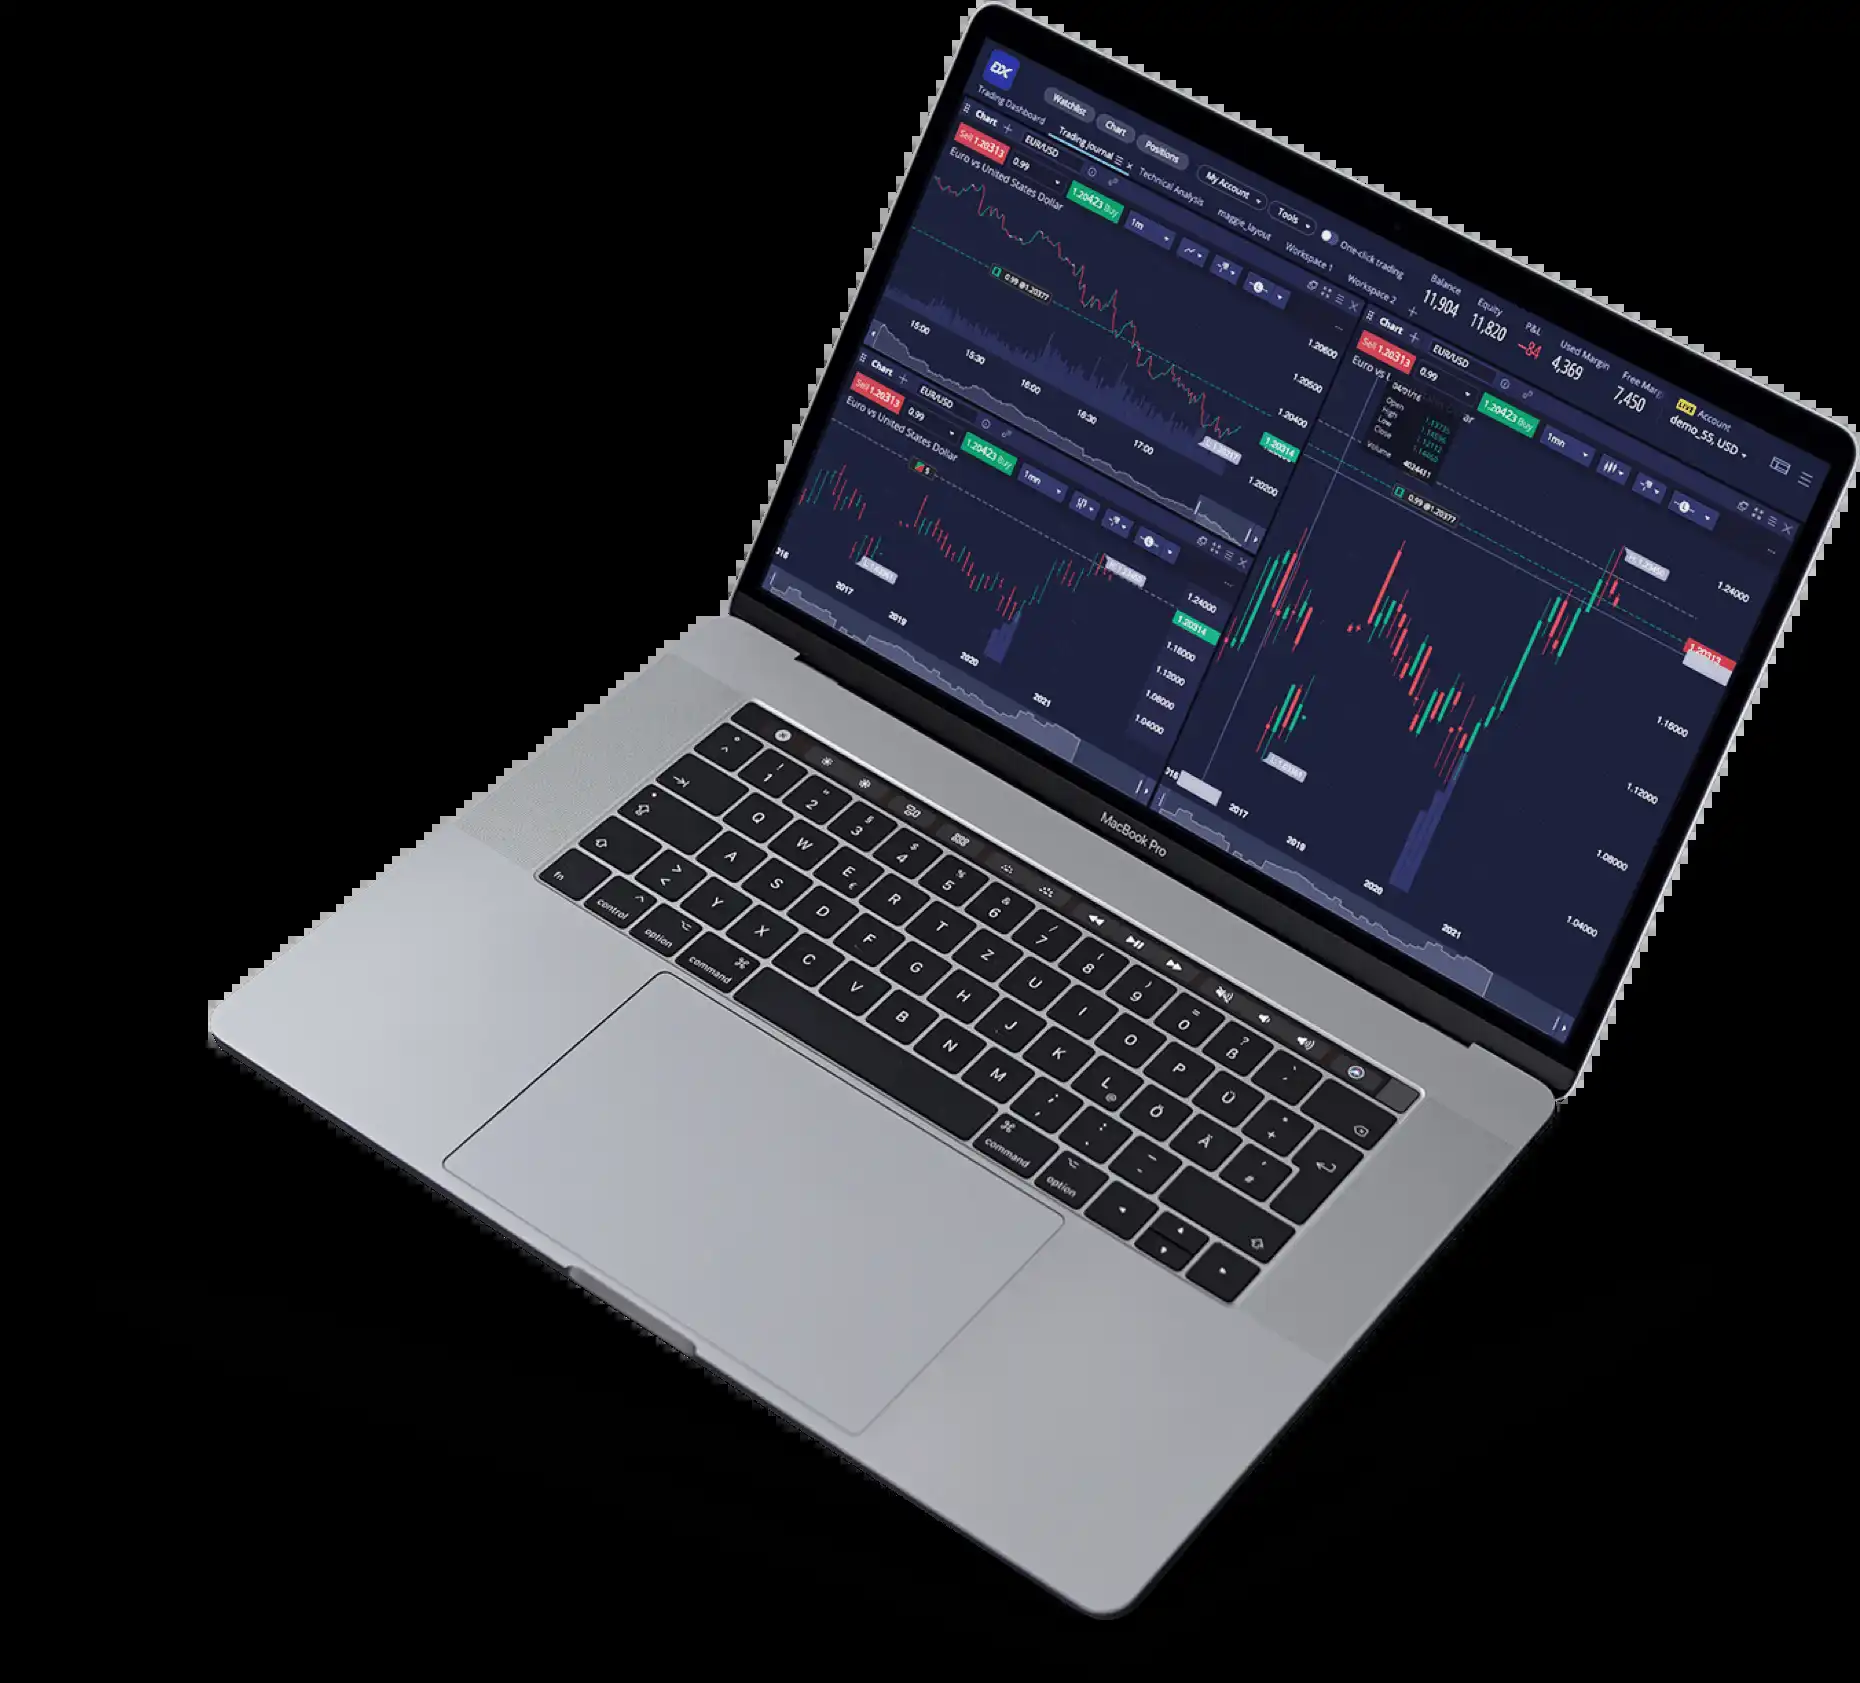 DX
Watchlist Chart Positions My Account Tools One-click trading
Balance 11,904
Equity 11,820
P&L -84
Used Margin 4,369
Free Marg 7,450
LIVE Account
demo_55, USD
Trading Dashboard Trading Journal Technical Analysis maggie_layout Workspace 1 Workspace 2 +
Chart +
Sell 1.20313 EUR/USD 0.99 1.20423 Buy 1m
Euro vs United States Dollar
0.99 @1.20377
1.20600
1.20500
1.20400
1.20314
1.20200
15:00 15:30 16:00 16:30 17:00
Chart +
Sell 1.20313 EUR/USD 0.99 1.20423 Buy 1mn
Euro vs United States Dollar
5
1.24000
1.20314
1.16000
1.12000
1.08000
1.04000
2017 2019 2020 2021
Chart +
Sell 1.20313 EUR/USD 0.99 1.20423 Buy 1mn
Euro vs
04/01/16
Open
High
Low
Close
Volume 4024411
0.99 @1.20377
1.24000
1.20313
1.16000
1.12000
1.08000
1.04000
2017 2019 2020 2021
MacBook Pro
^ ° ! 1 " 2 § 3 $ 4 % 5 & 6 / 7 ( 8 ) 9 = 0 ? ß
Q W E € R T Z U I O P Ü + *
A S D F G H J K L @ Ö Ä #
fn > < Y X C V B N M ; , : . _ -
control option command command option